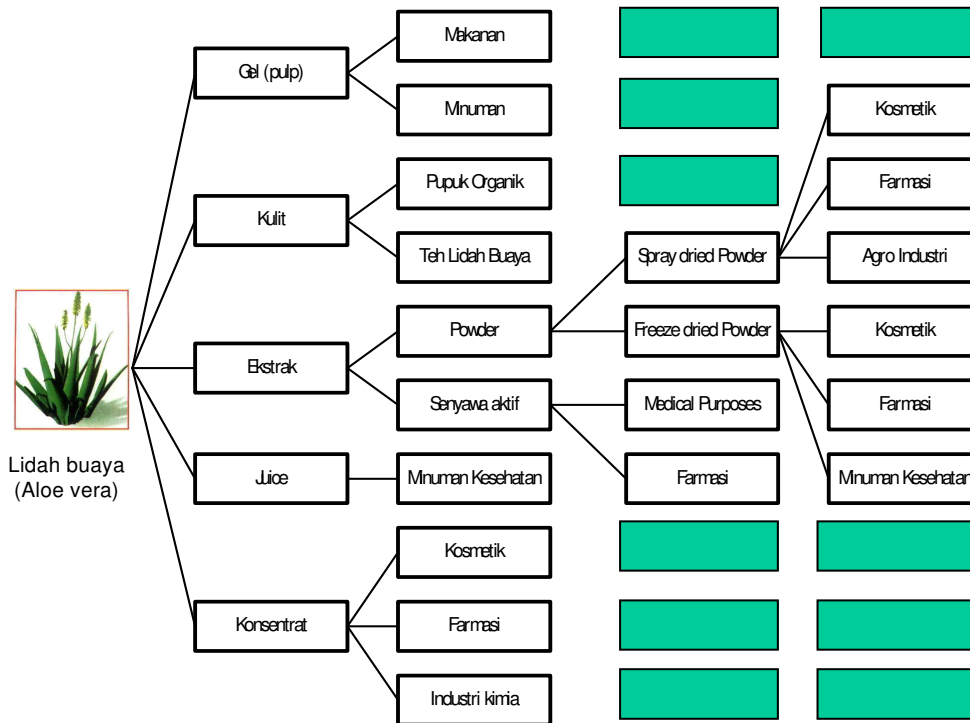 Makanan
Gel (pulp)
Minuman
Kosmetik
Pupuk Organik
Farmasi
Kulit
Teh Lidah Buaya
Spray dried Powder
Agro Industri
Powder
Freeze dried Powder
Kosmetik
Ekstrak
Senyawa aktif
Medical Purposes
Farmasi
Lidah buaya
(Aloe vera)
Juice
Minuman Kesehatan
Farmasi
Minuman Kesehatan
Kosmetik
Konsentrat
Farmasi
Industri kimia